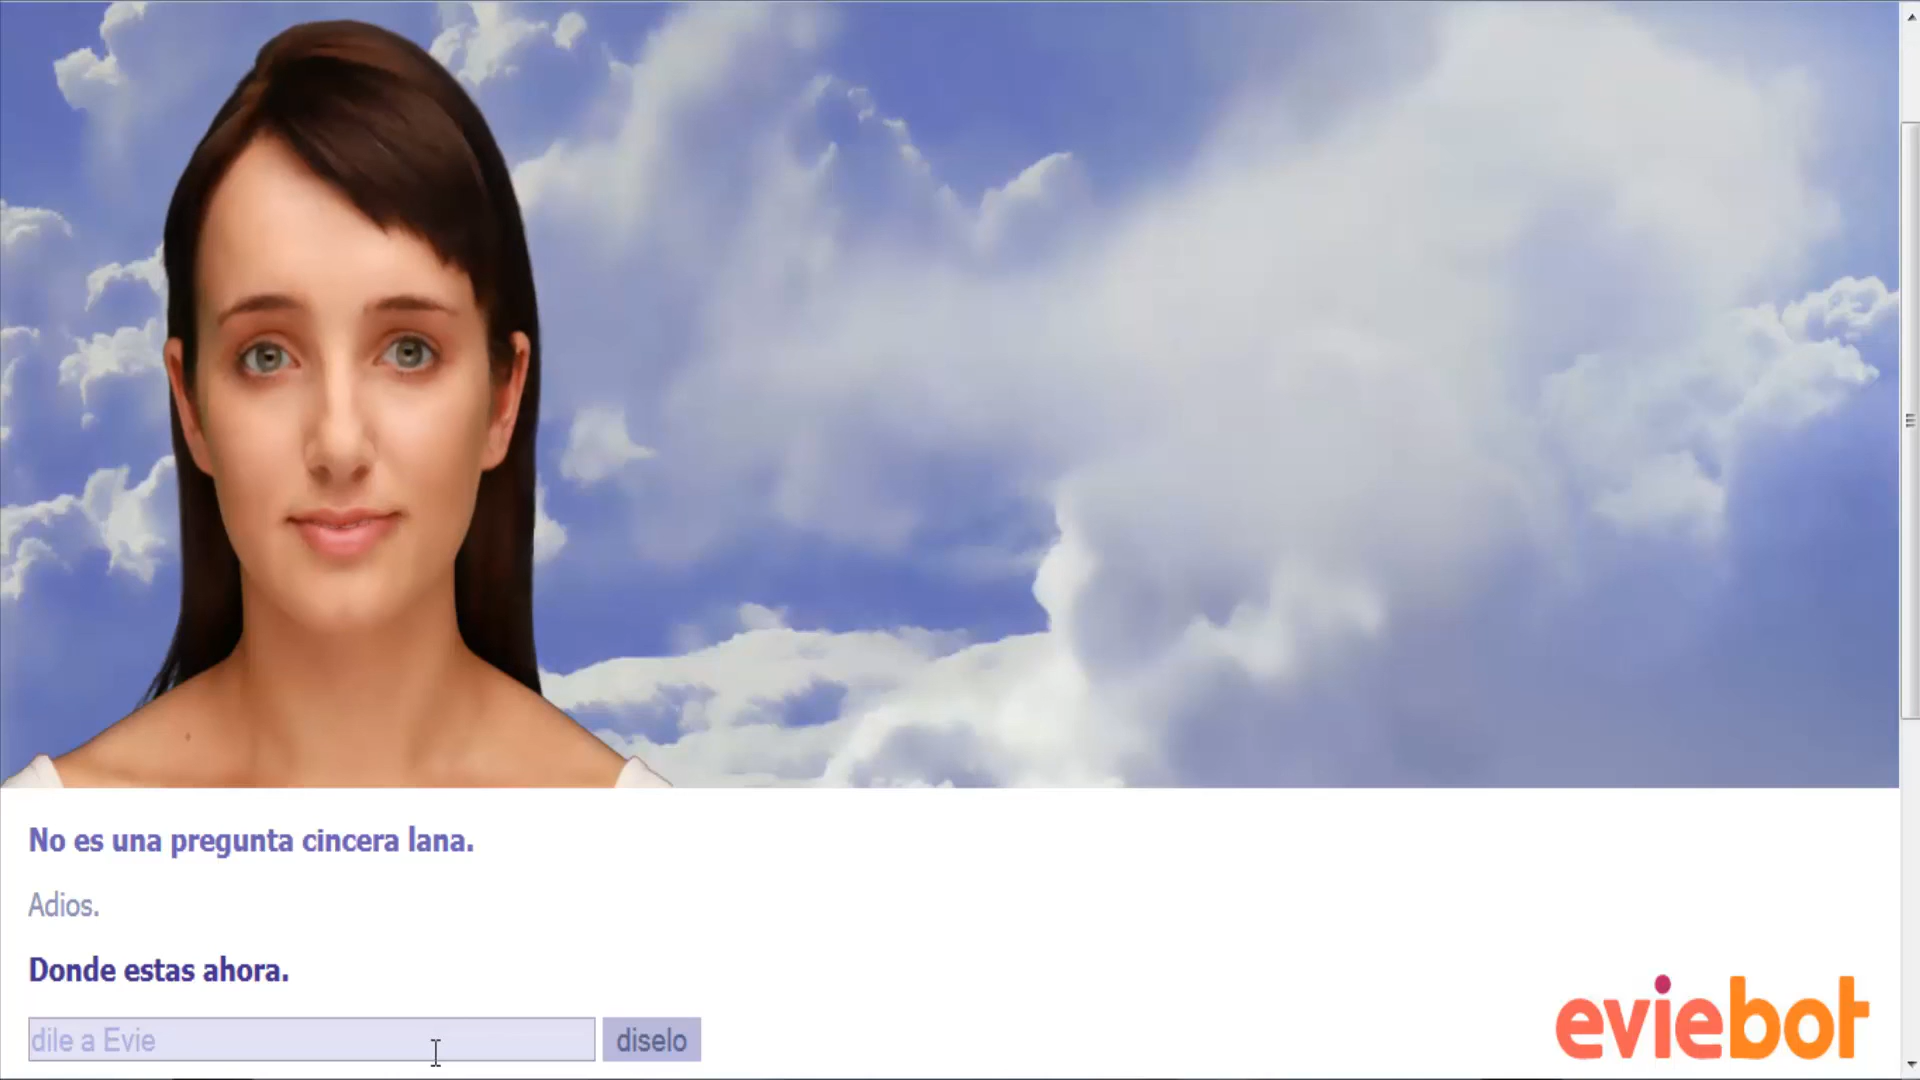 No es una pregunta cincera lana.
Adios.
Donde estas ahora.
dile a Evie
diselo
eviebot